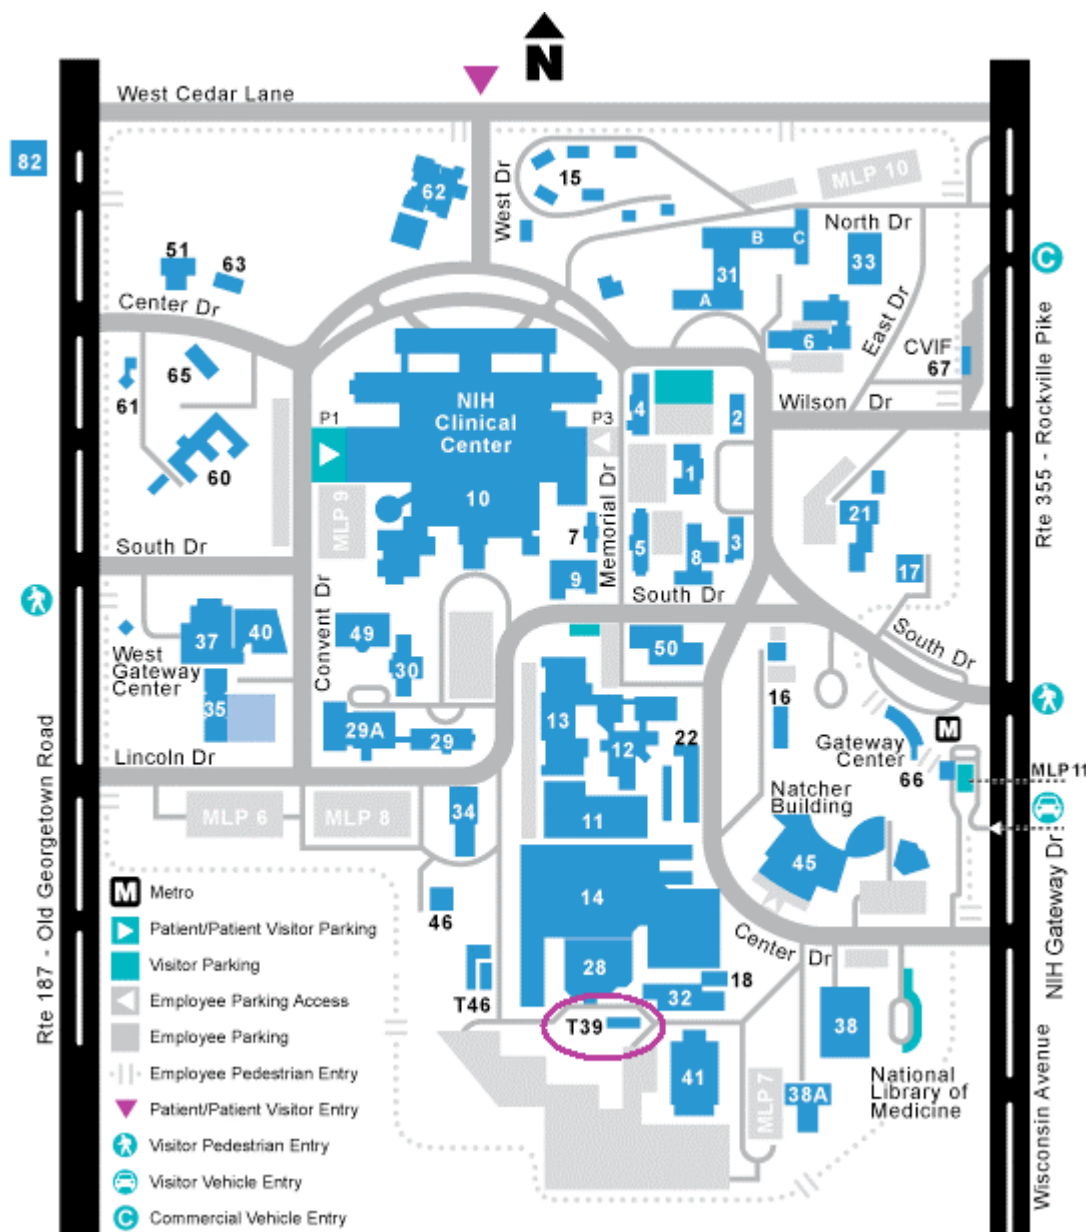 N
West Cedar Lane
82
62
West Dr
15
MLP 10
North Dr
B
C
31
A
33
51
63
Center Dr
6
East Dr
CVIF
67
61
65
60
P1
NIH
Clinical
Center
P3
4
2
Wilson Dr
1
10
MLP 9
7
Memorial Dr
5
8
3
21
17
9
South Dr
South Dr
South Dr
37
40
West
Gateway
Center
35
Convent Dr
49
30
50
29A
29
13
12
22
16
Gateway
Center
66
M
MLP 11
Lincoln Dr
MLP 6
MLP 8
34
11
Natcher
Building
45
46
14
Center Dr
T46
28
18
32
T39
38
41
MLP 7
38A
National
Library of
Medicine
Rte 187 - Old Georgetown Road
Rte 355 - Rockville Pike
NIH Gateway Dr
Wisconsin Avenue
C
M Metro
Patient/Patient Visitor Parking
Visitor Parking
Employee Parking Access
Employee Parking
Employee Pedestrian Entry
Patient/Patient Visitor Entry
Visitor Pedestrian Entry
Visitor Vehicle Entry
C Commercial Vehicle Entry